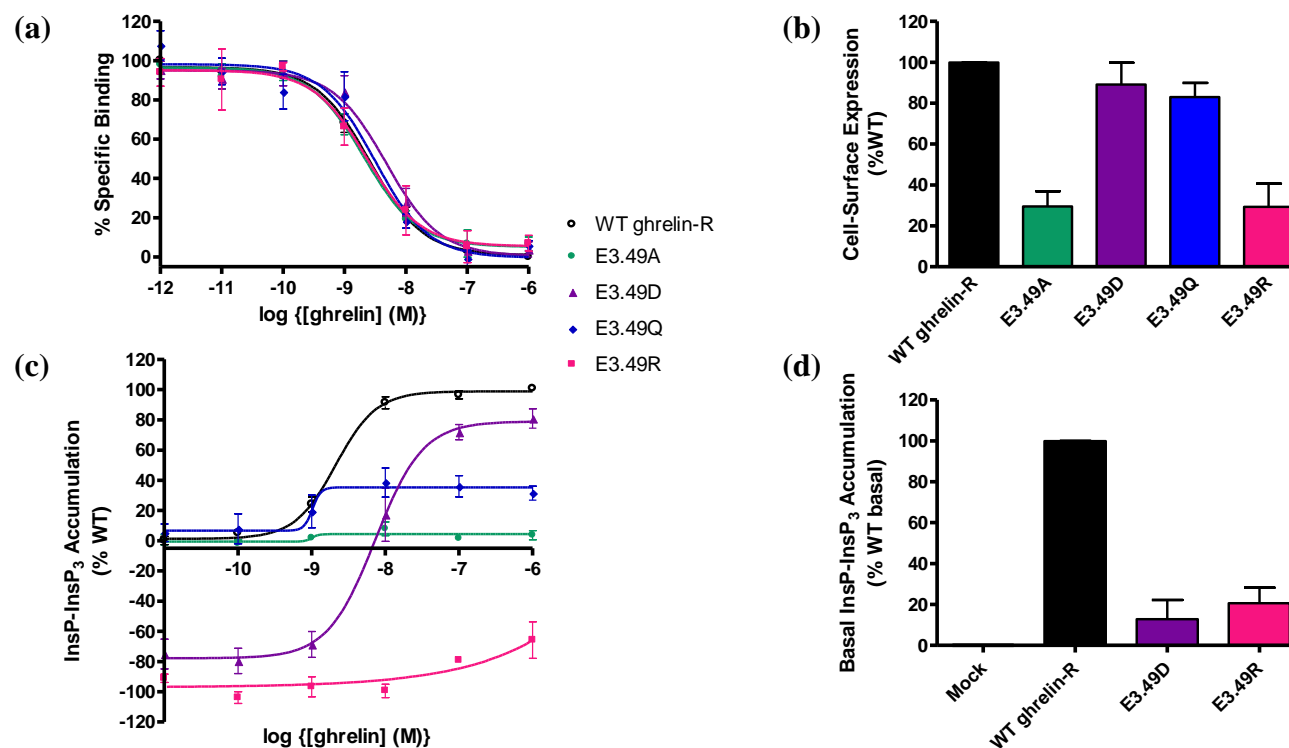 (a)
120
100
80
60
40
20
0
% Specific Binding
-12 -11 -10 -9 -8 -7 -6
log {[ghrelin] (M)}
WT ghrelin-R
E3.49A
E3.49D
E3.49Q
E3.49R
(b)
120
100
80
60
40
20
0
Cell-Surface Expression
(%WT)
WT ghrelin-R
E3.49A
E3.49D
E3.49Q
E3.49R
(c)
120
100
80
60
40
20
0
-20
-40
-60
-80
-100
-120
InsP-InsP3 Accumulation
(% WT)
-10 -9 -8 -7 -6
log {[ghrelin] (M)}
(d)
120
100
80
60
40
20
0
Basal InsP-InsP3 Accumulation
(% WT basal)
Mock
WT ghrelin-R
E3.49D
E3.49R